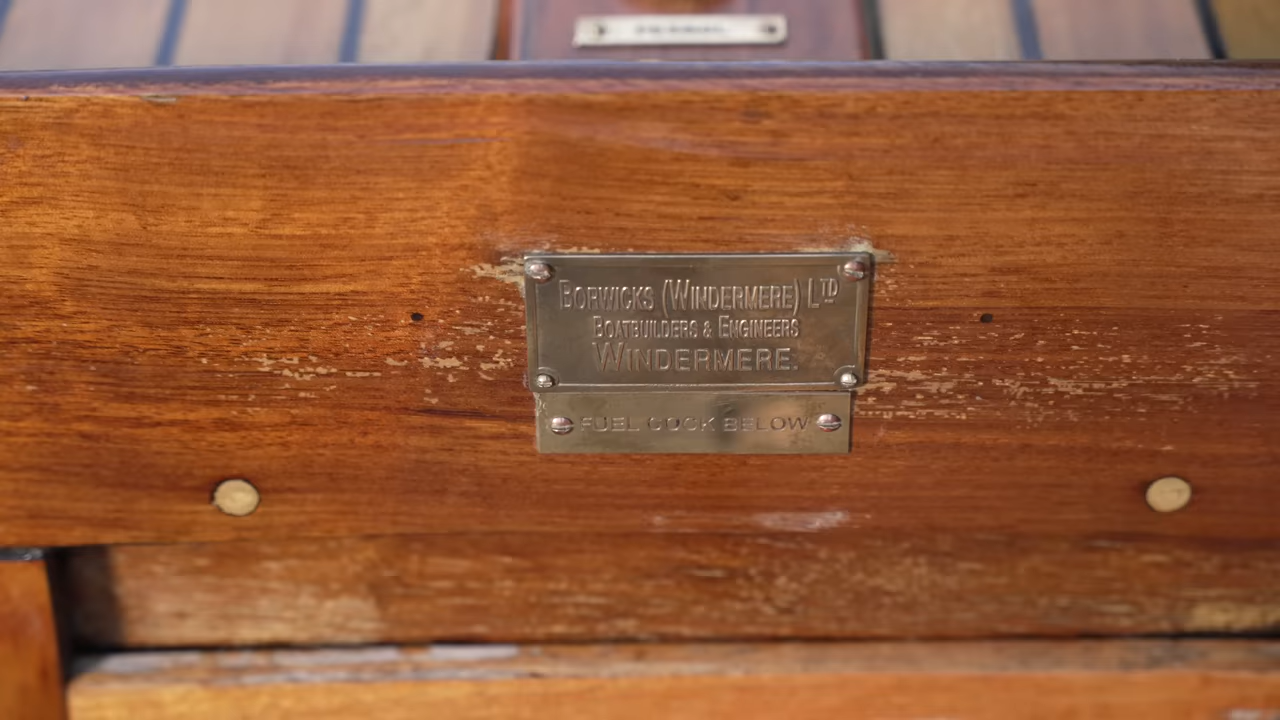 BORWICKS (WINDERMERE) LTD
BOATBUILDERS & ENGINEERS
WINDERMERE.
FUEL COCK BELOW